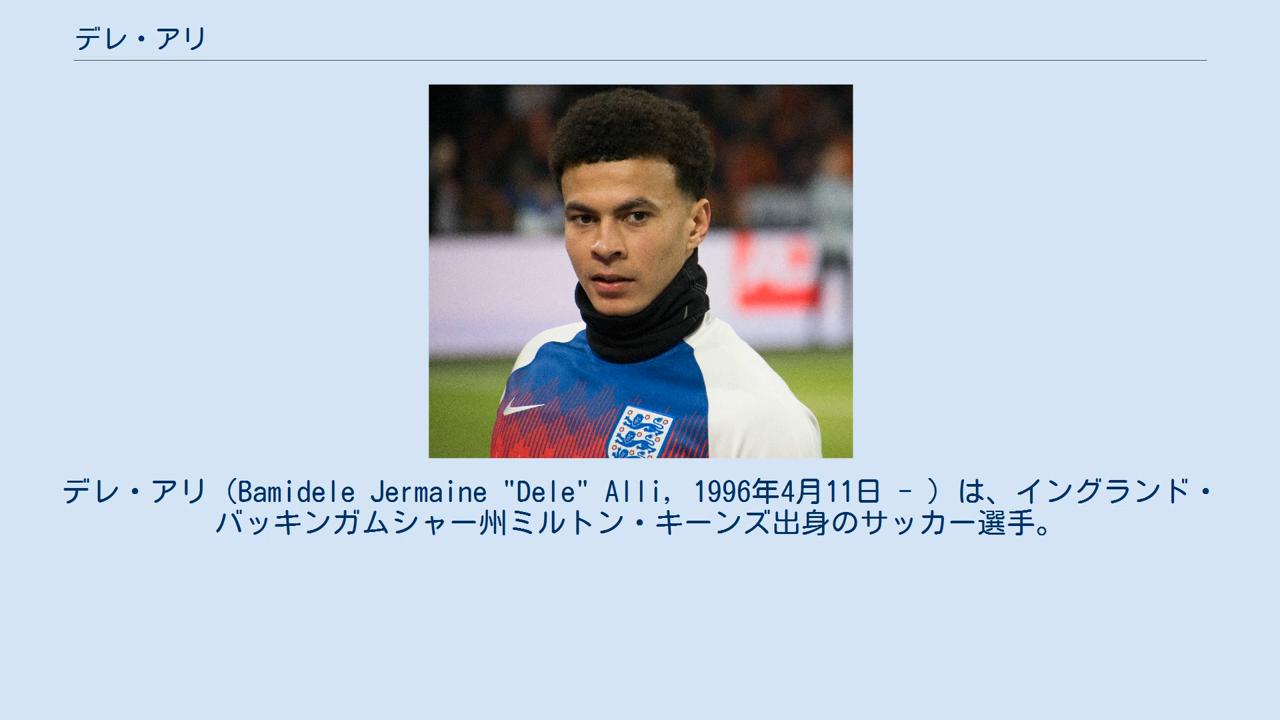 デレ・アリ
デレ・アリ（Bamidele Jermaine "Dele" Alli, 1996年4月11日 - ）は、イングランド・
バッキンガムシャー州ミルトン・キーンズ出身のサッカー選手。